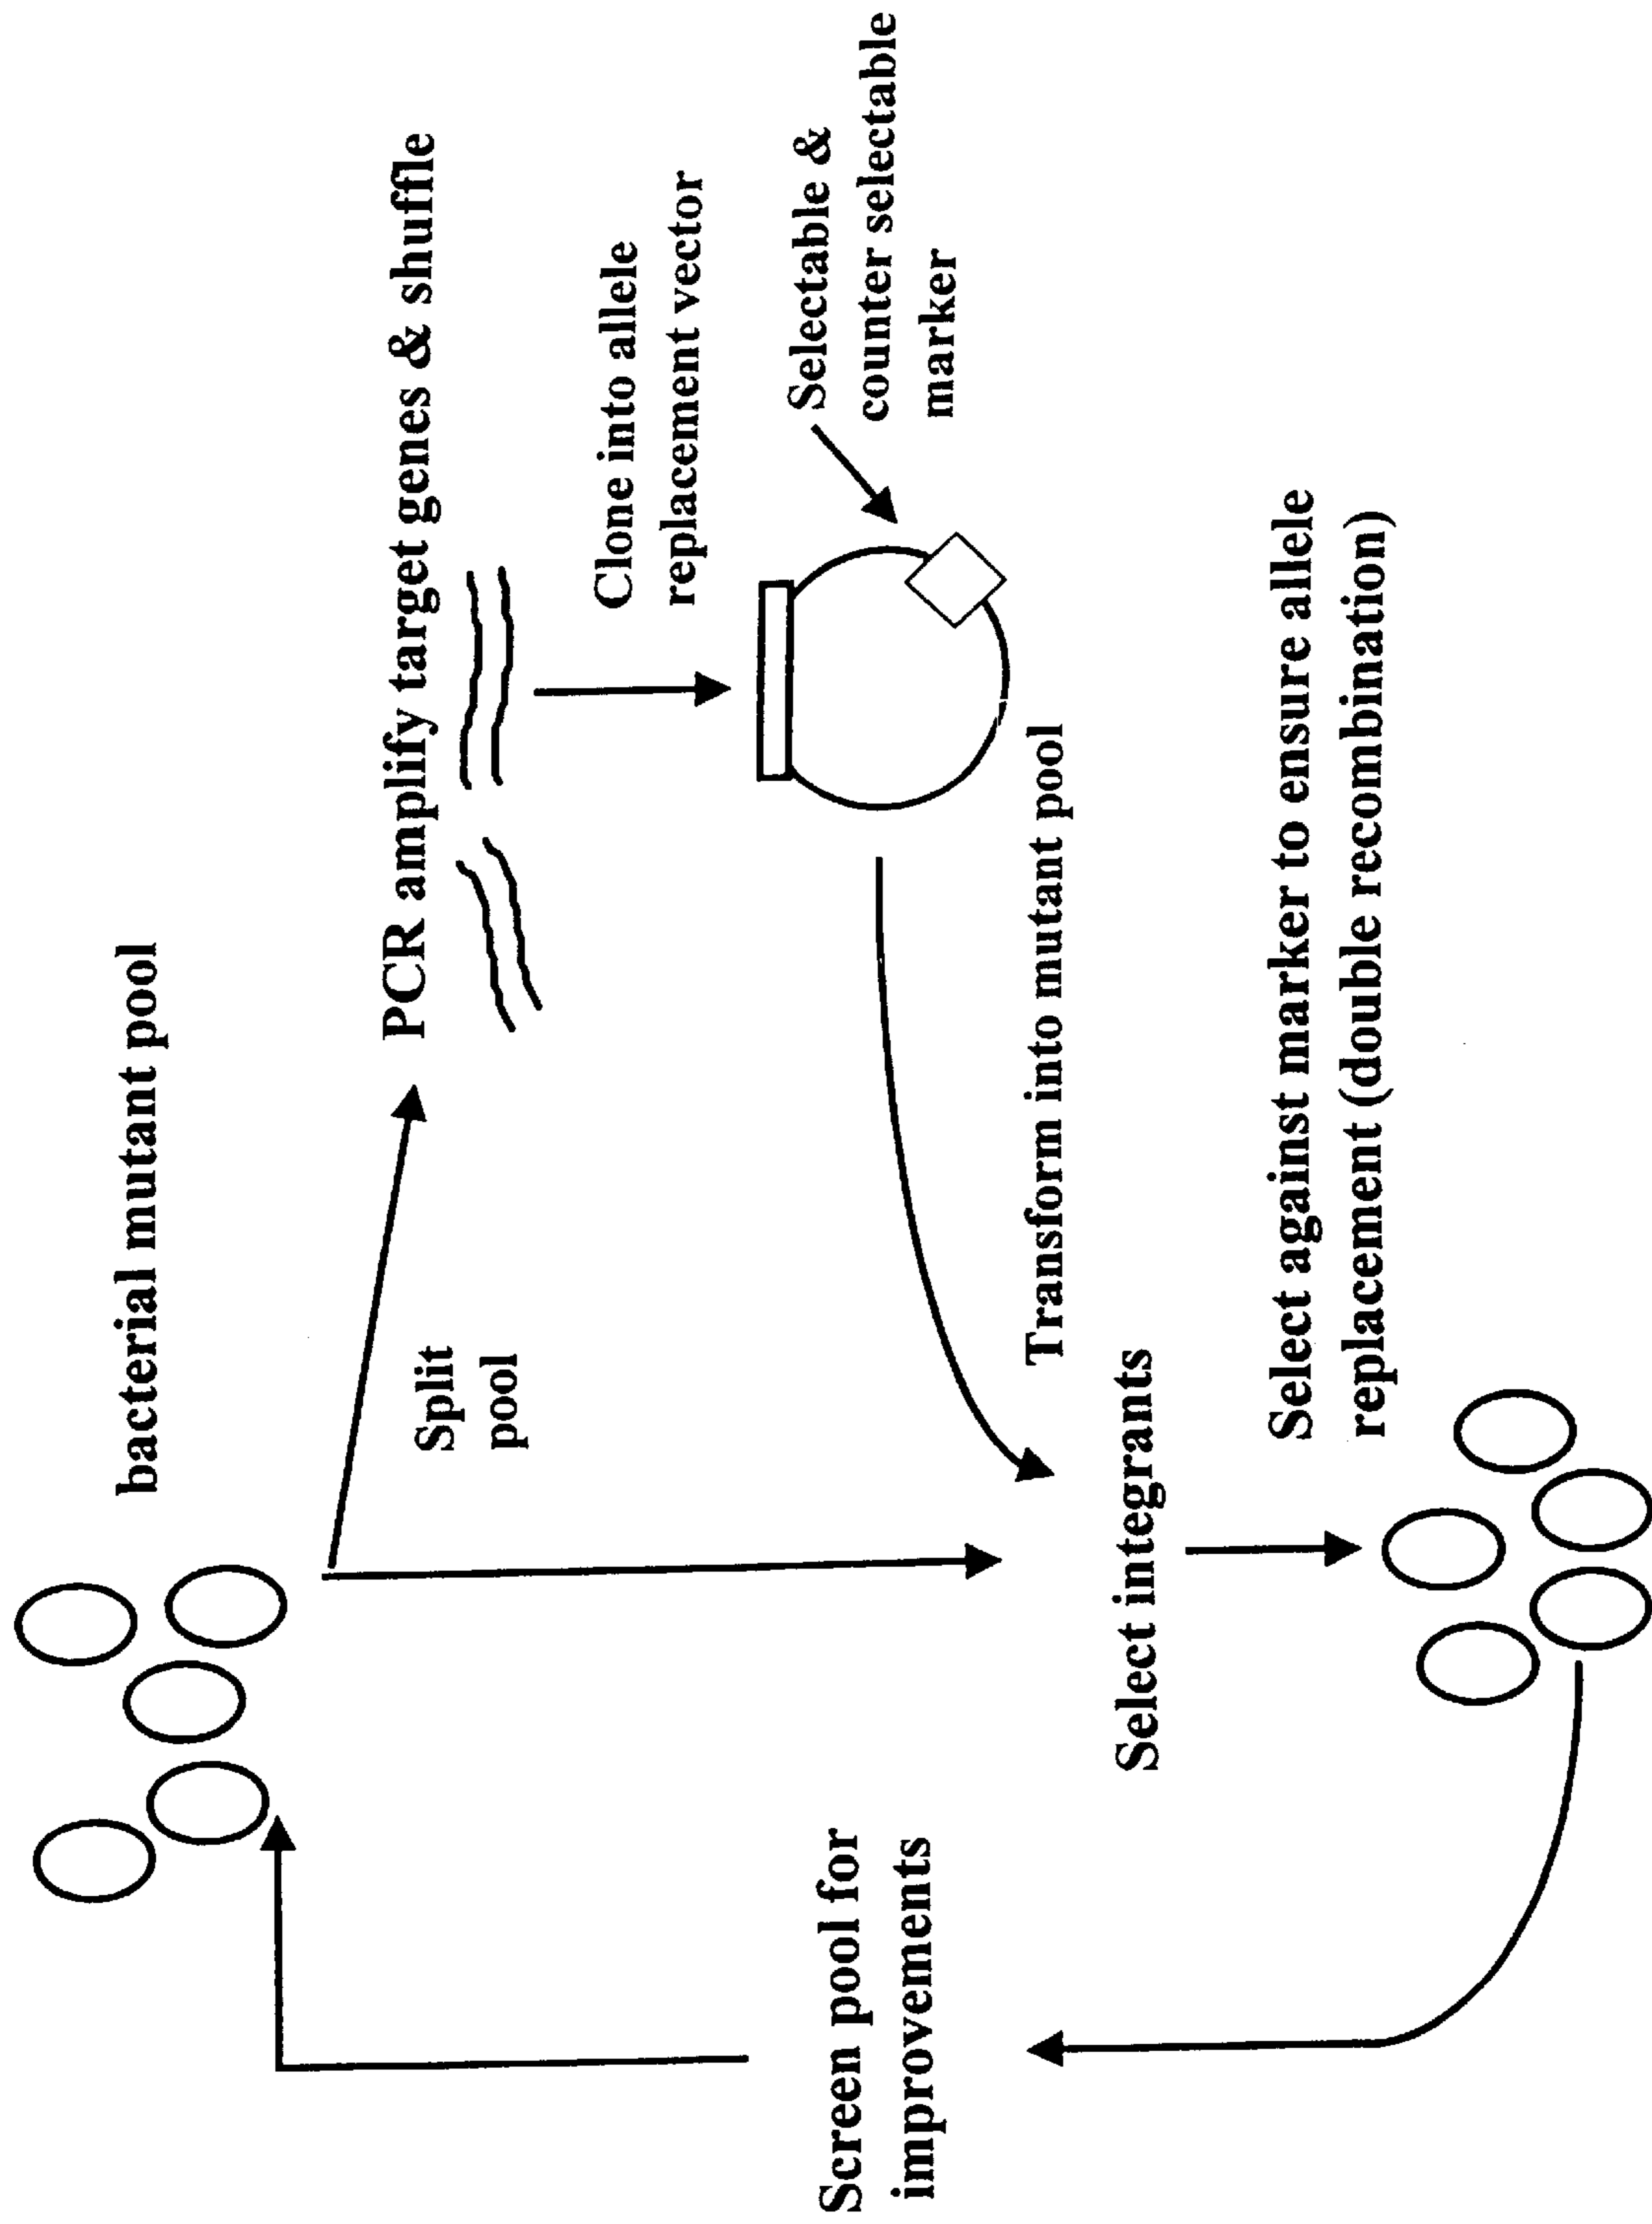 bacterial mutant pool
Split
pool
PCR amplify target genes & shuffle
Clone into allele
replacement vector
Selectable &
counter selectable
marker
Transform into mutant pool
Select integrants
Select against marker to ensure allele
replacement (double recombination)
Screen pool for
improvements